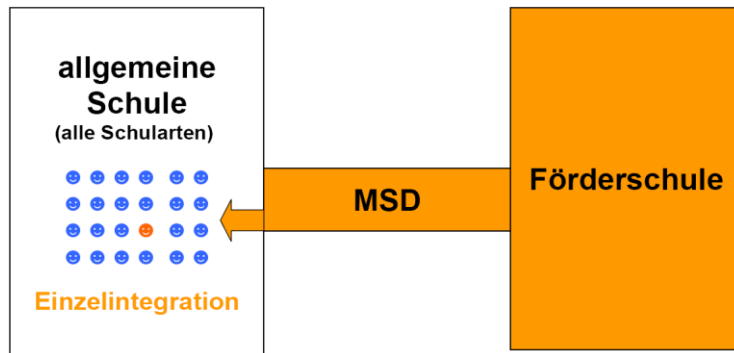 allgemeine
Schule
(alle Schularten)
Einzelintegration
MSD
Förderschule